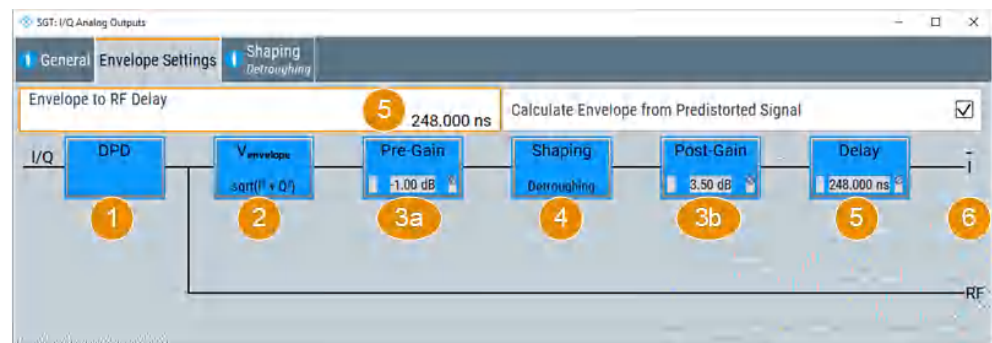 SGT: I/Q Analog Outputs
General Envelope Settings Shaping
Detroughing
Envelope to RF Delay
5
248.000 ns
Calculate Envelope from Predistorted Signal
I/Q
DPD
1
Venvelope
sqrt(I² + Q²)
2
Pre-Gain
-1.00 dB
3a
Shaping
Detroughing
4
Post-Gain
3.50 dB
3b
Delay
248.000 ns
5
I
6
RF